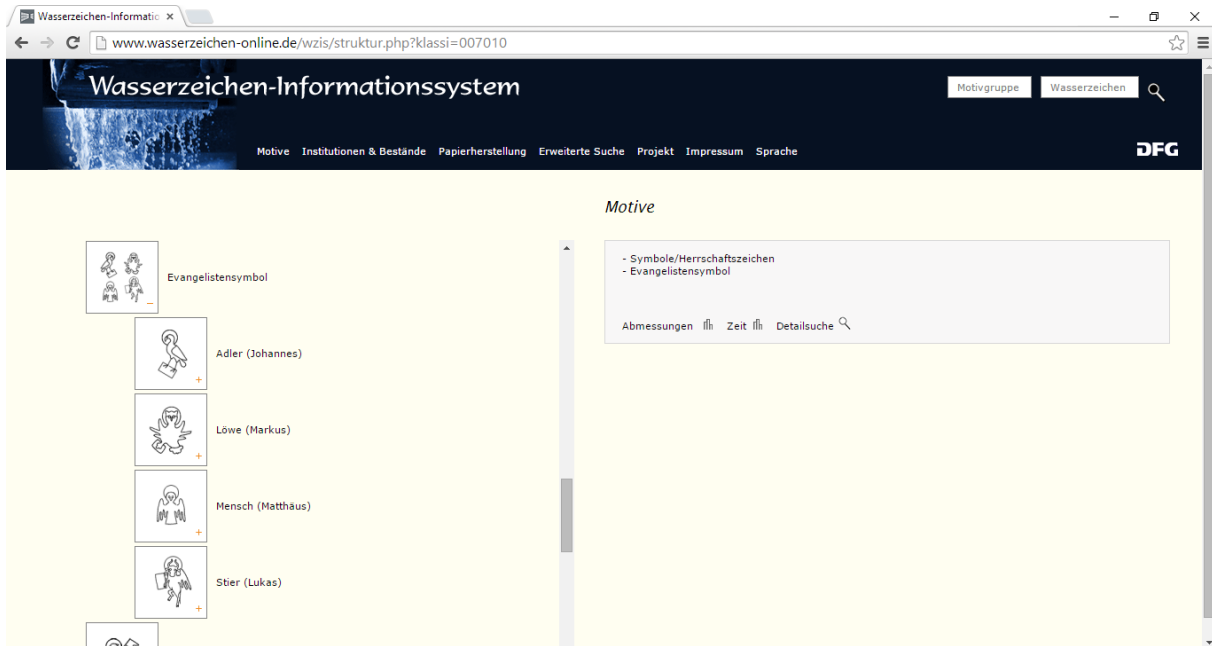 Wasserzeichen-Informatio
www.wasserzeichen-online.de/wzis/struktur.php?klassi=007010
Wasserzeichen-Informationssystem
Motivgruppe Wasserzeichen
Motive Institutionen & Bestände Papierherstellung Erweiterte Suche Projekt Impressum Sprache
DFG
Motive
Evangelistensymbol
Adler (Johannes)
Löwe (Markus)
Mensch (Matthäus)
Stier (Lukas)
- Symbole/Herrschaftszeichen
- Evangelistensymbol
Abmessungen Zeit Detailsuche